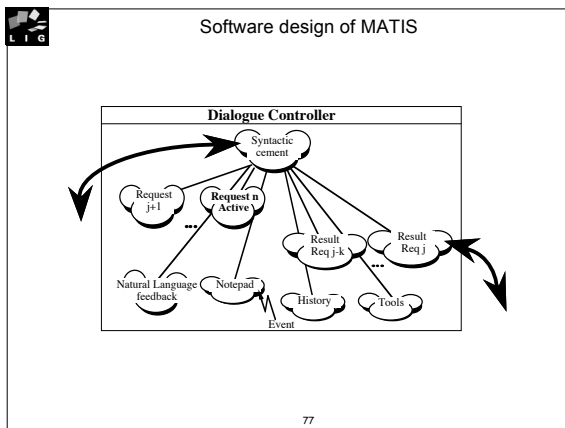 L I G
Software design of MATIS
Dialogue Controller
Syntactic
cement
Request
j+1
...
Request n
Active
Result
Req j-k
...
Result
Req j
Natural Language
feedback
Notepad
Event
History
Tools
77